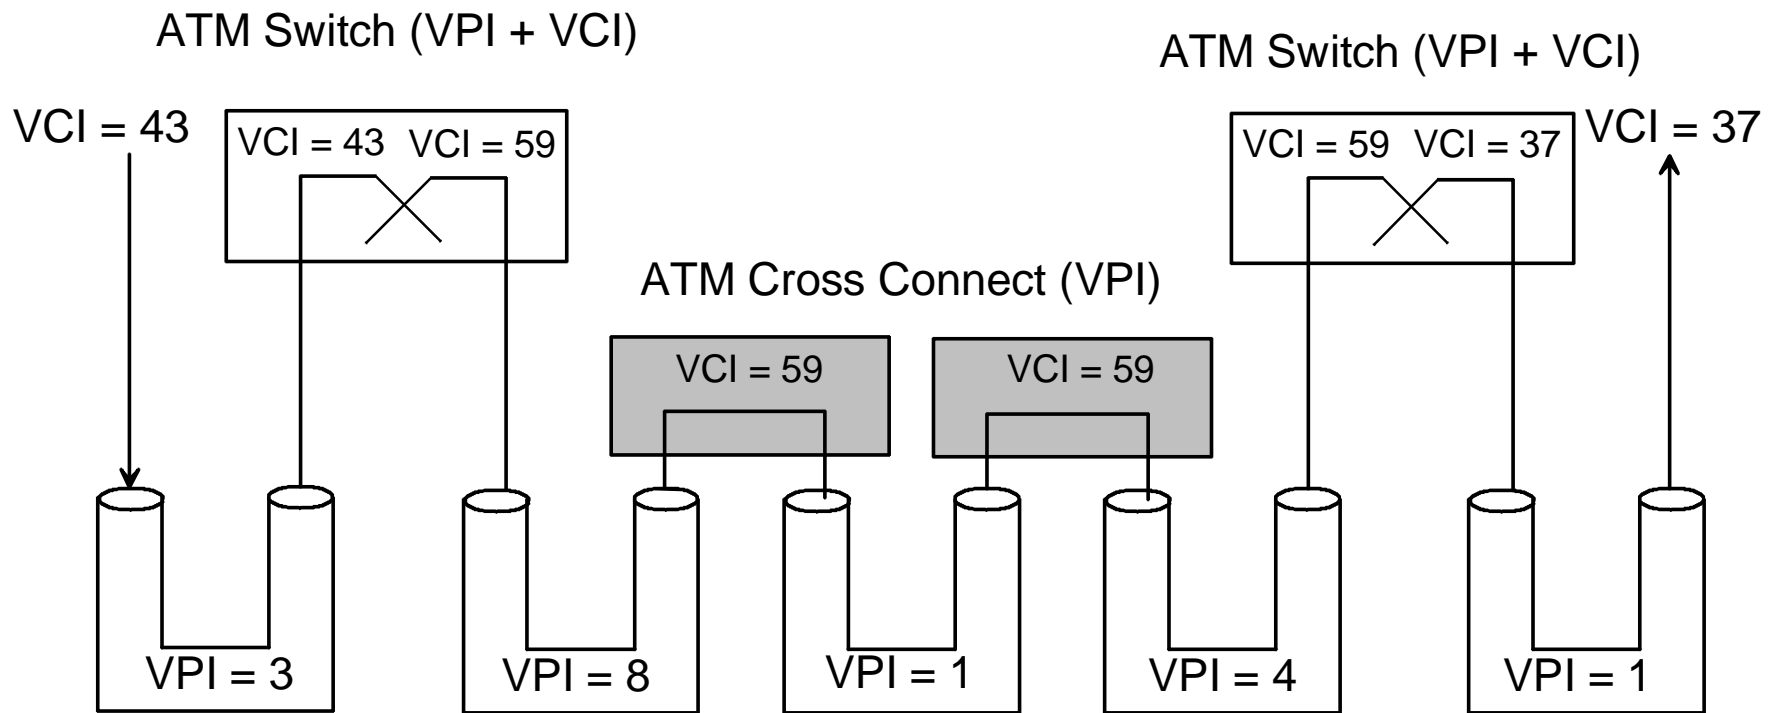 ATM Switch (VPI + VCI)
ATM Switch (VPI + VCI)
VCI = 43
VCI = 43 VCI = 59
VCI = 59 VCI = 37
VCI = 37
ATM Cross Connect (VPI)
VCI = 59
VCI = 59
VPI = 3
VPI = 8
VPI = 1
VPI = 4
VPI = 1